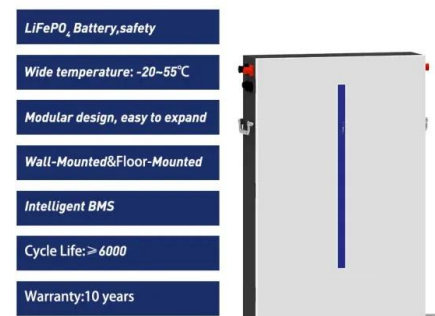 LiFePO₄ Battery,safety
Wide temperature: -20~55℃
Modular design, easy to expand
Wall-Mounted&Floor-Mounted
Intelligent BMS
Cycle Life:≥6000
Warranty:10 years